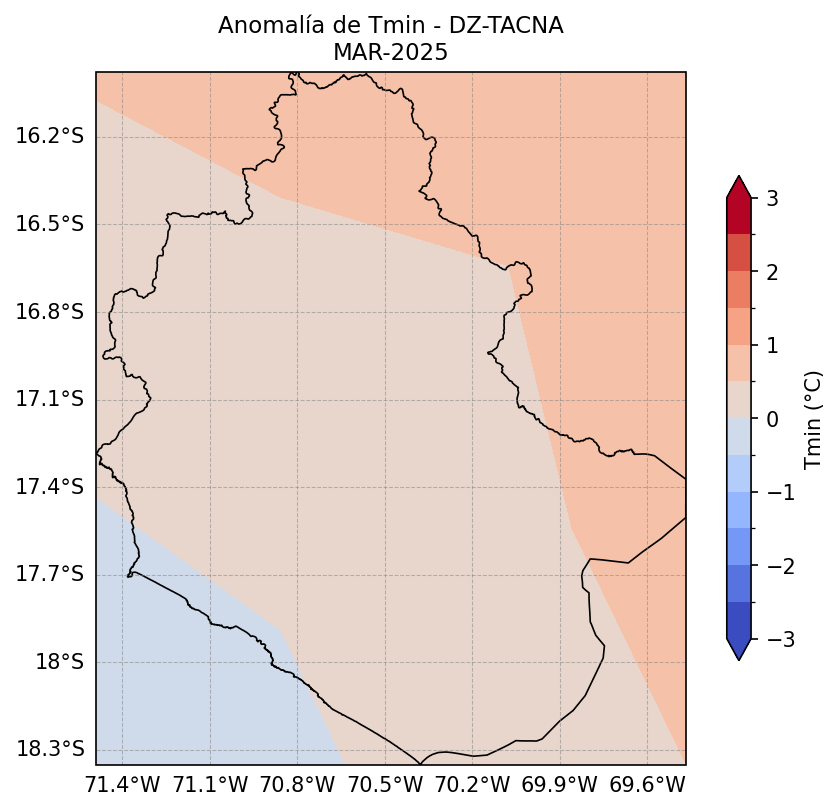 Anomalía de Tmin - DZ-TACNA
MAR-2025
16.2°S
16.5°S
16.8°S
17.1°S
17.4°S
17.7°S
18°S
18.3°S
71.4°W 71.1°W 70.8°W 70.5°W 70.2°W 69.9°W 69.6°W
3
2
1
0
−1
−2
−3
Tmin (°C)